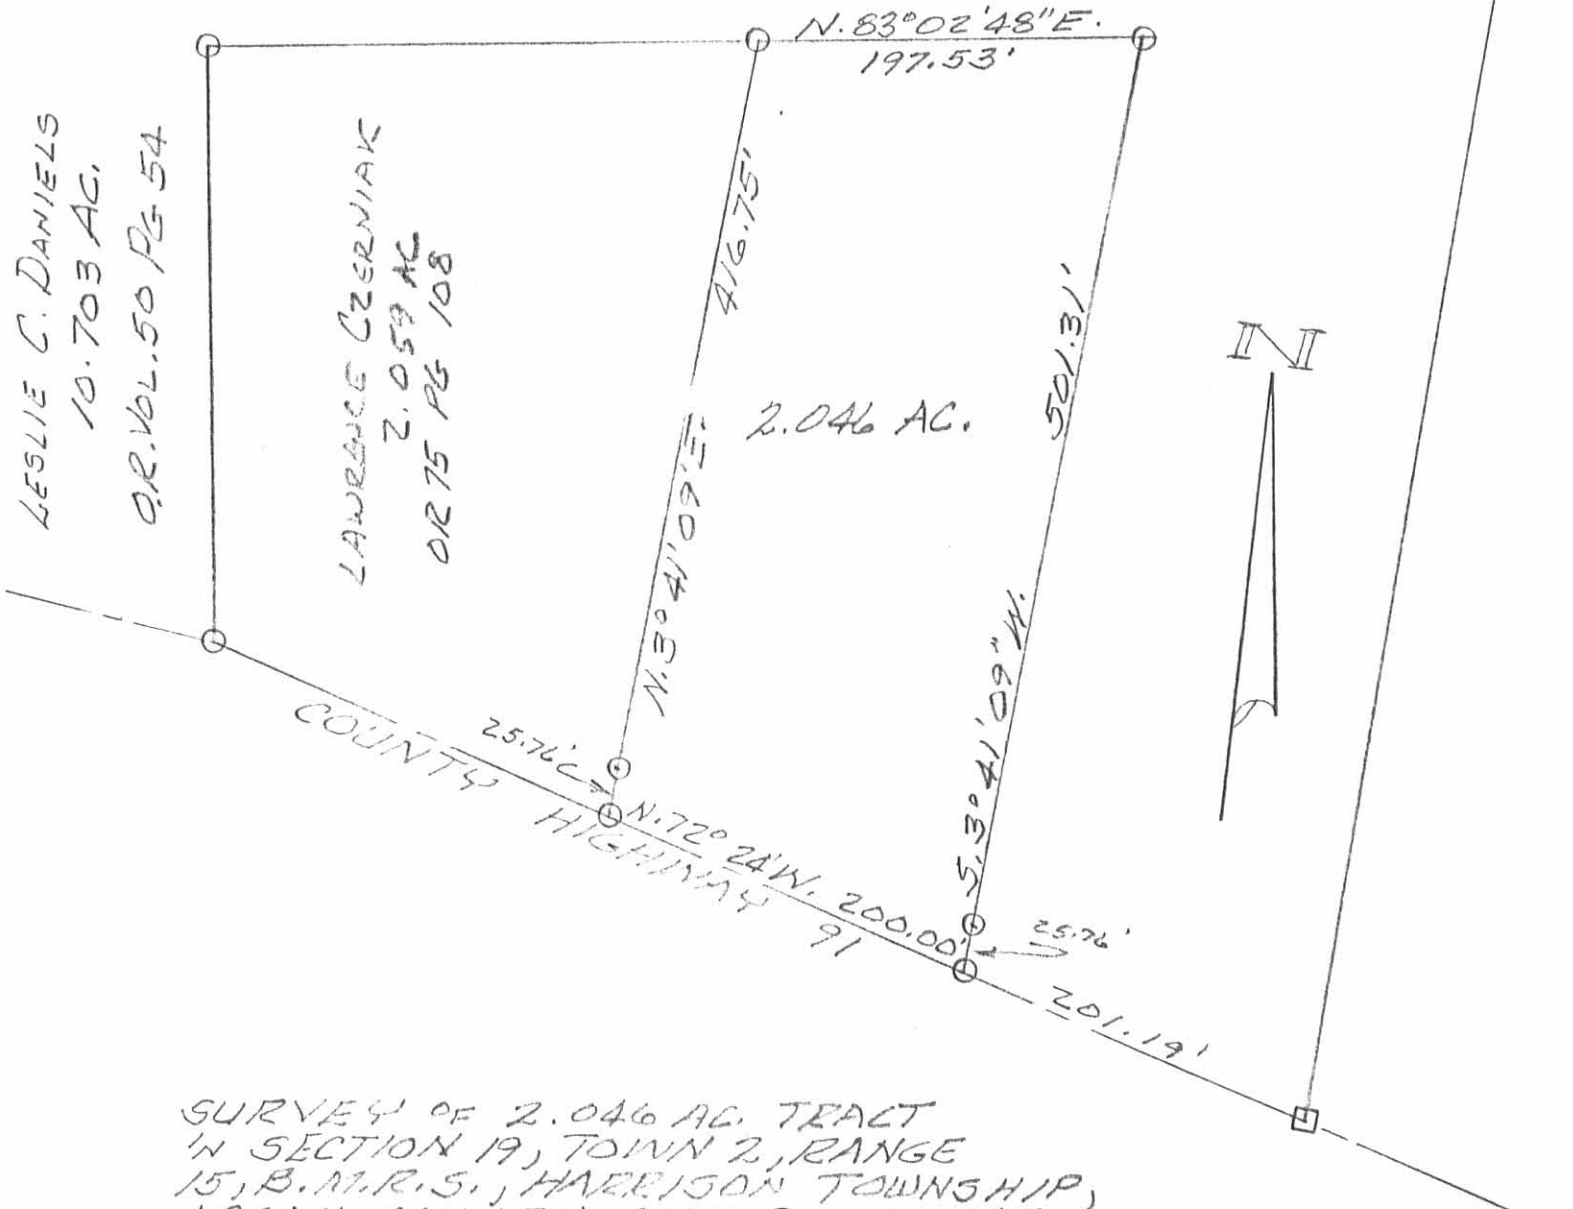 N.83°02'48"E.
197.53'
LESLIE C. DANIELS
10.703 AC.
O.R.VOL.50 PG 54
LAWRANCE CZERNIAK
2.059 AC
OR 75 PG 108
416.75'
N.3°41'09"E.
2.046 AC.
501.31'
S.3°41'09"W.
N
25.76'
COUNTY HIGHWAY 91
N.72°24'W. 200.00'
25.76'
201.19'
SURVEY OF 2.046 AC. TRACT
IN SECTION 19, TOWN 2, RANGE
15, B.M.R.S., HARRISON TOWNSHIP,